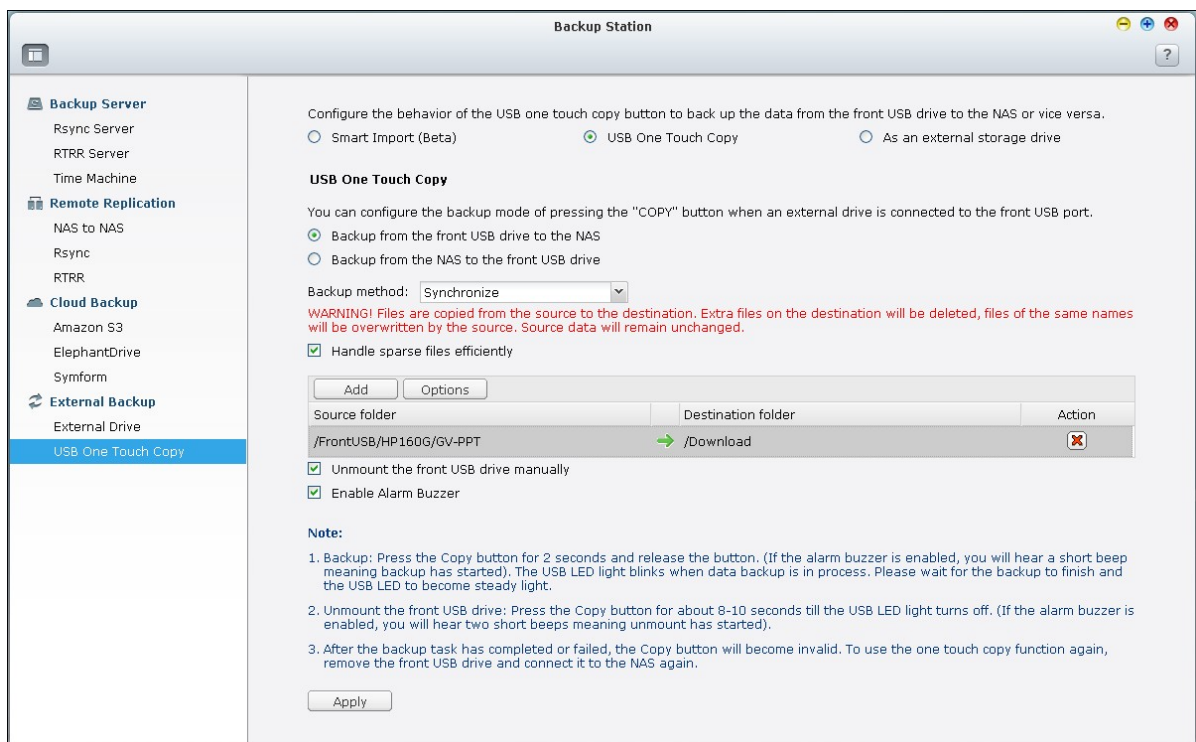 Backup Station
?
Backup Server
Rsync Server
RTRR Server
Time Machine
Remote Replication
NAS to NAS
Rsync
RTRR
Cloud Backup
Amazon S3
ElephantDrive
Symform
External Backup
External Drive
USB One Touch Copy
Configure the behavior of the USB one touch copy button to back up the data from the front USB drive to the NAS or vice versa.
Smart Import (Beta) USB One Touch Copy As an external storage drive
USB One Touch Copy
You can configure the backup mode of pressing the "COPY" button when an external drive is connected to the front USB port.
Backup from the front USB drive to the NAS
Backup from the NAS to the front USB drive
Backup method: Synchronize
WARNING! Files are copied from the source to the destination. Extra files on the destination will be deleted, files of the same names
will be overwritten by the source. Source data will remain unchanged.
Handle sparse files efficiently
Add Options
Source folder Destination folder Action
/FrontUSB/HP160G/GV-PPT /Download
Unmount the front USB drive manually
Enable Alarm Buzzer
Note:
1. Backup: Press the Copy button for 2 seconds and release the button. (If the alarm buzzer is enabled, you will hear a short beep
meaning backup has started). The USB LED light blinks when data backup is in process. Please wait for the backup to finish and
the USB LED to become steady light.
2. Unmount the front USB drive: Press the Copy button for about 8-10 seconds till the USB LED light turns off. (If the alarm buzzer is
enabled, you will hear two short beeps meaning unmount has started).
3. After the backup task has completed or failed, the Copy button will become invalid. To use the one touch copy function again,
remove the front USB drive and connect it to the NAS again.
Apply